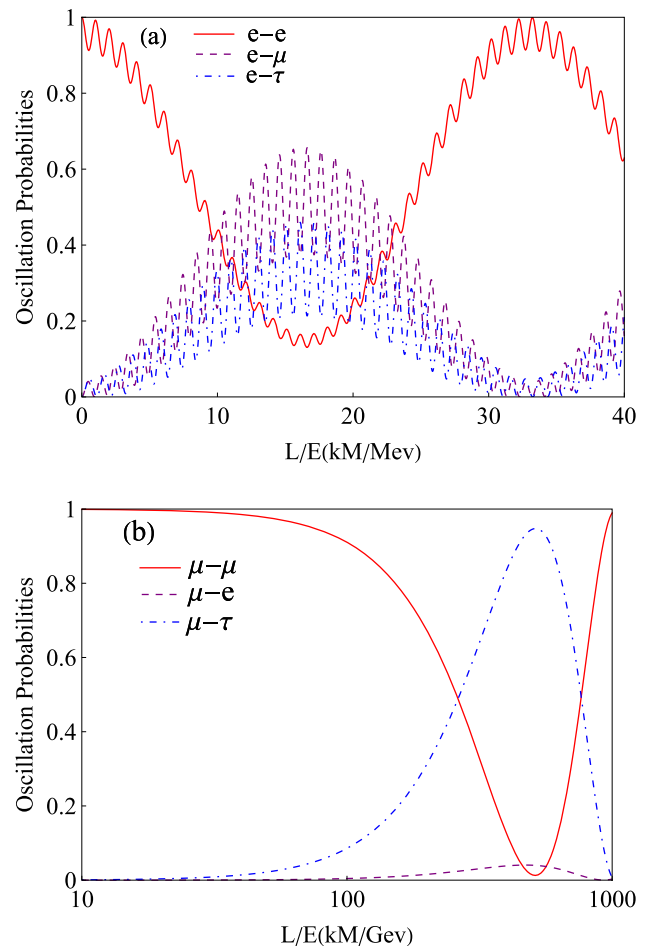 (a)
e−e
e−μ
e−τ
1
0.8
0.6
0.4
0.2
0
0 10 20 30 40
Oscillation Probabilities
L/E(kM/Mev)
(b)
μ−μ
μ−e
μ−τ
1
0.8
0.6
0.4
0.2
0
10 100 1000
Oscillation Probabilities
L/E(kM/Gev)